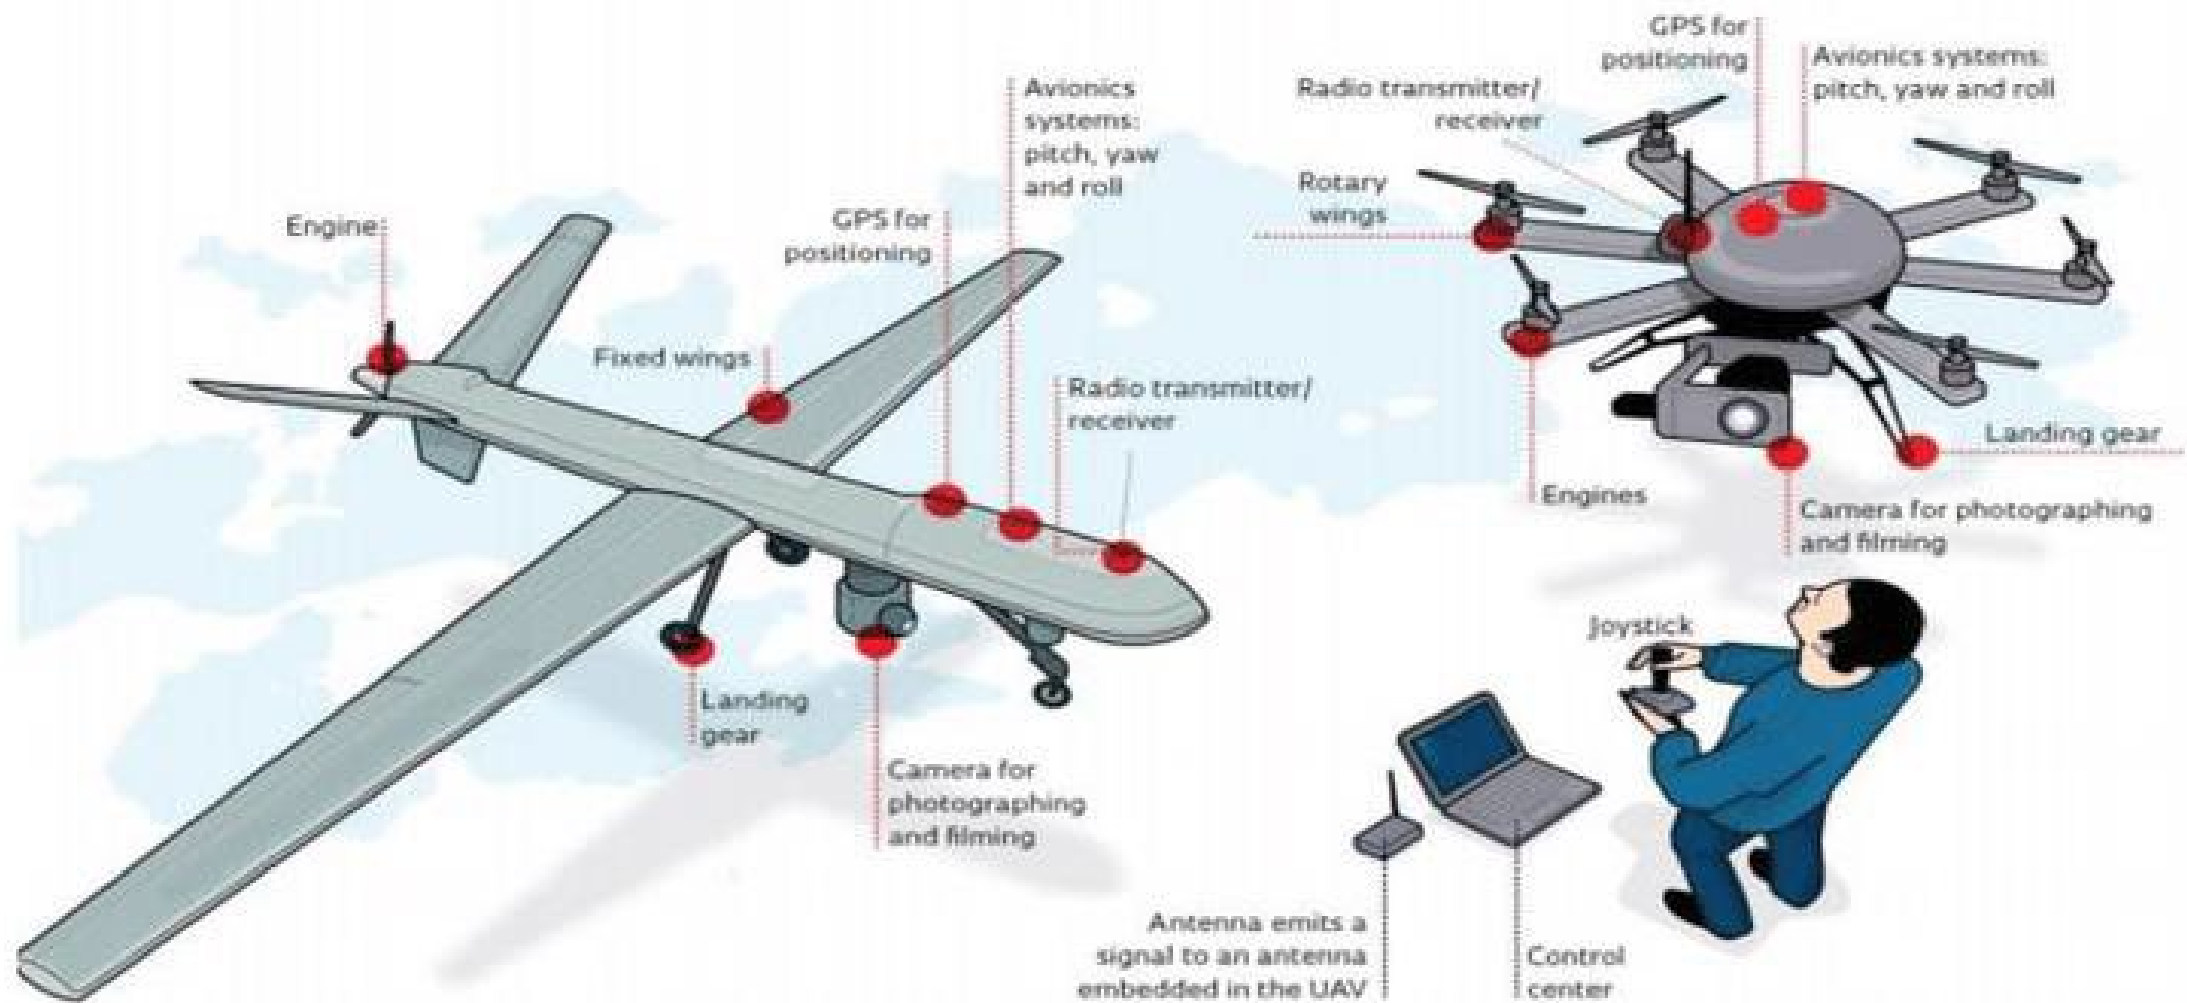 Engine
Fixed wings
GPS for
positioning
Avionics
systems:
pitch, yaw
and roll
Radio transmitter/
receiver
Landing
gear
Camera for
photographing
and filming
GPS for
positioning
Avionics systems:
pitch, yaw and roll
Radio transmitter/
receiver
Rotary
wings
Engines
Landing gear
Camera for photographing
and filming
Joystick
Antenna emits a
signal to an antenna
embedded in the UAV
Control
center